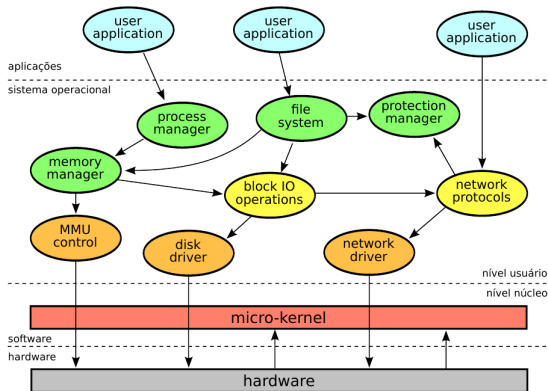 user
application
user
application
user
application
aplicações
sistema operacional
process
manager
file
system
protection
manager
memory
manager
block IO
operations
network
protocols
MMU
control
disk
driver
network
driver
nível usuário
nível núcleo
micro-kernel
software
hardware
hardware